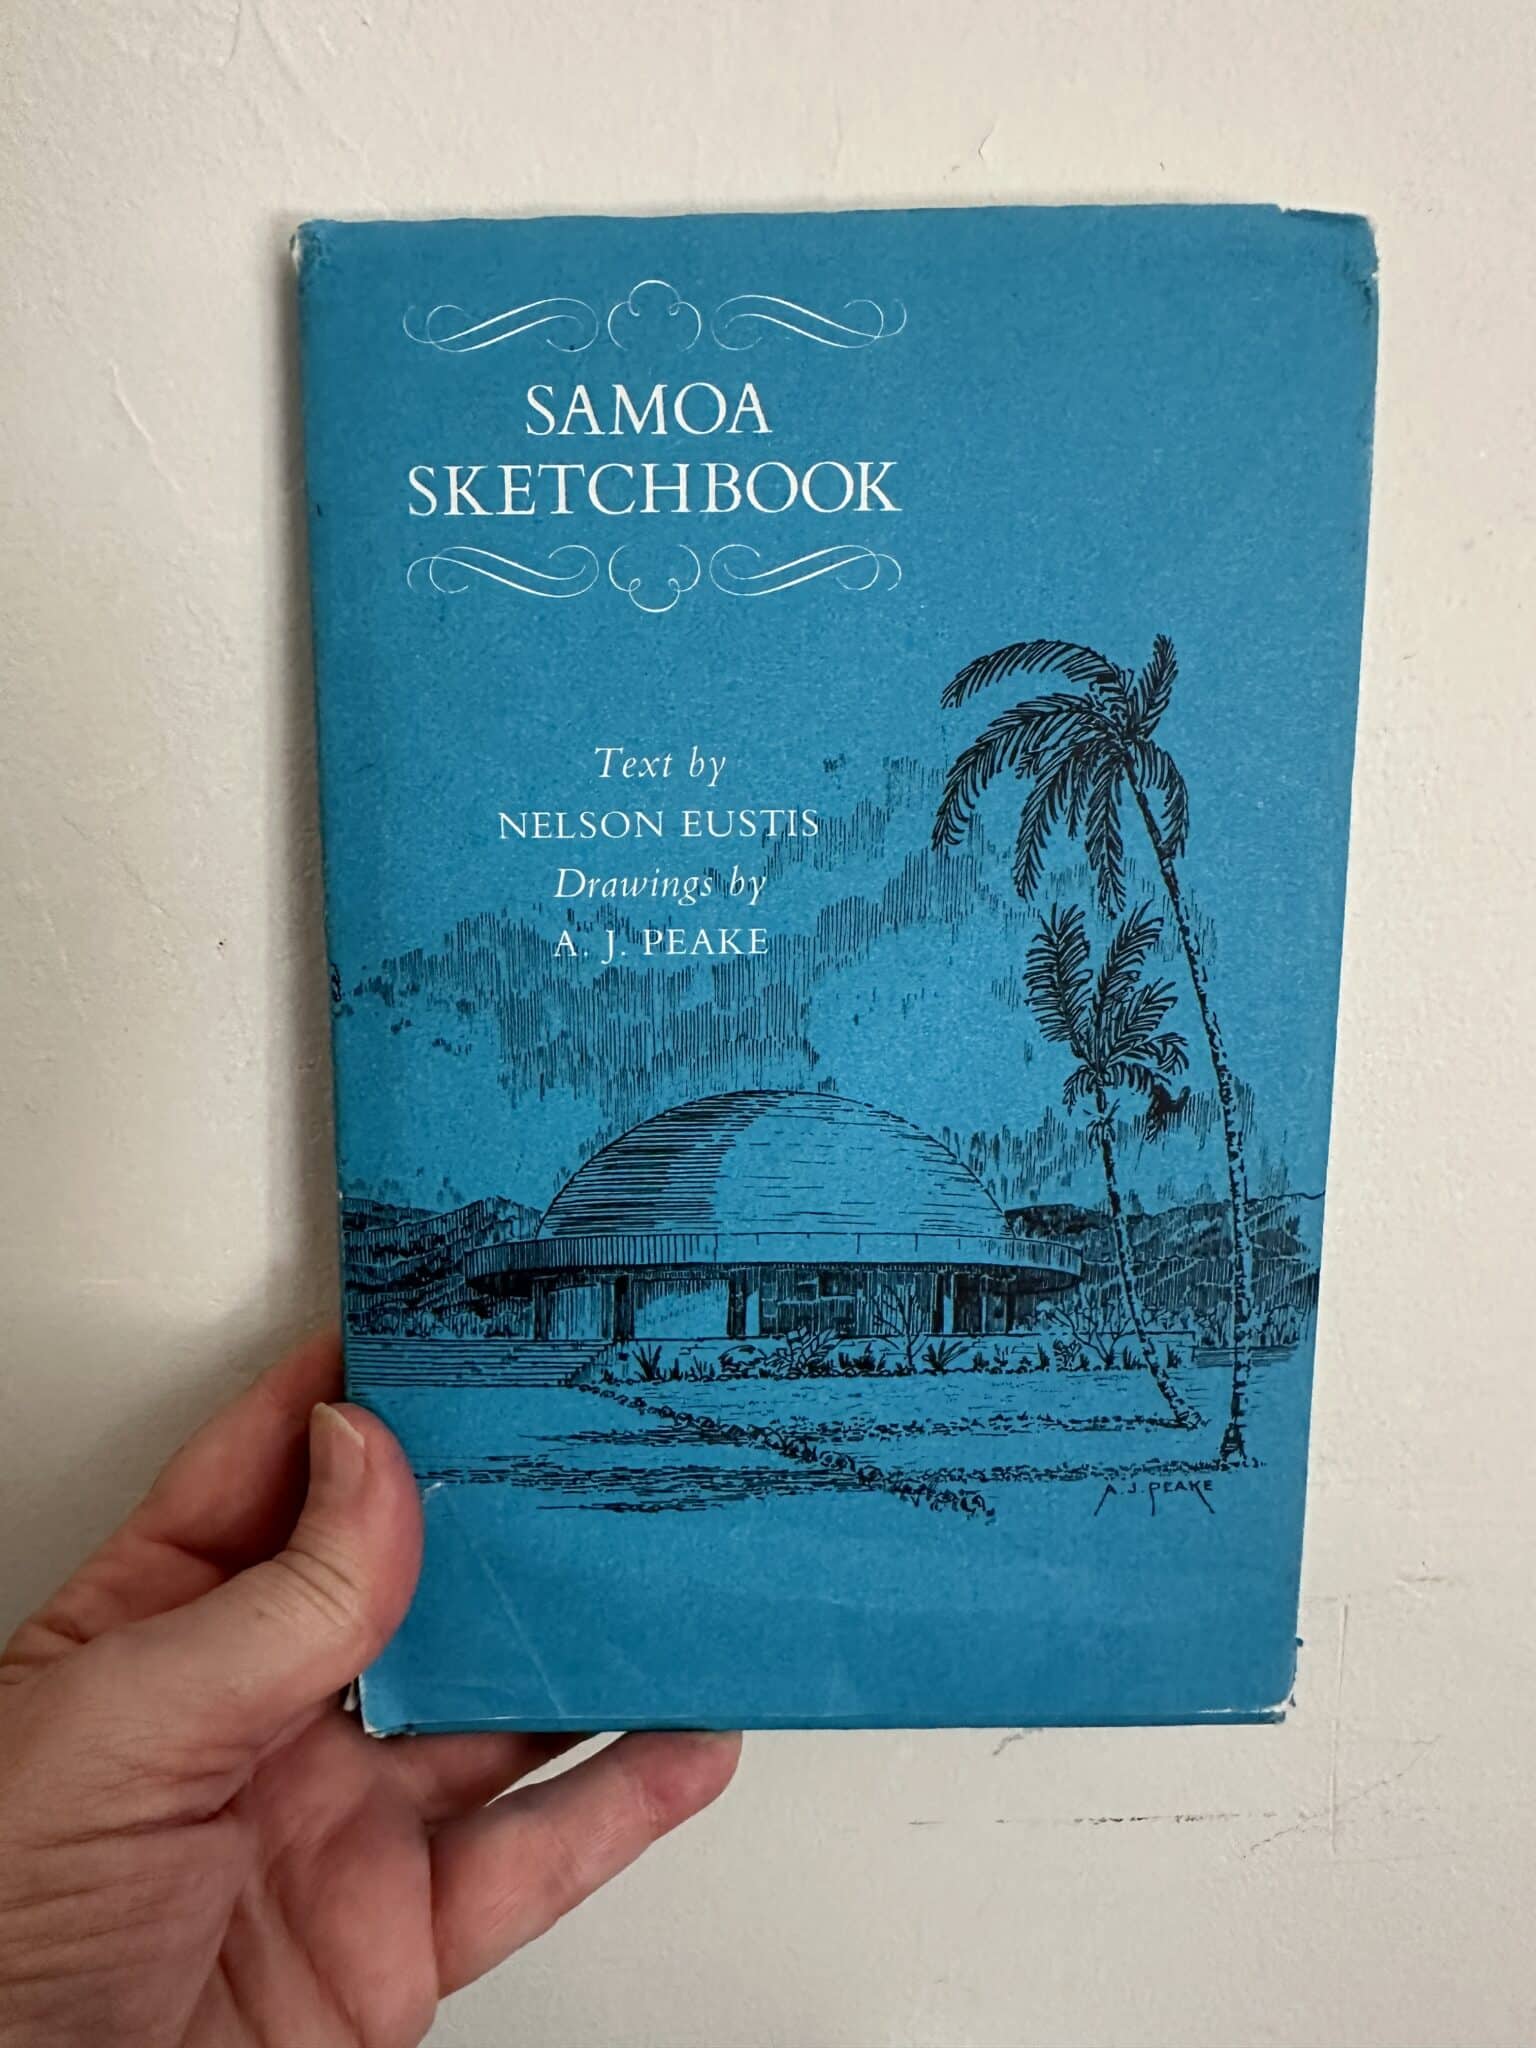 SAMOA
SKETCHBOOK
Text by
NELSON EUSTIS
Drawings by
A. J. PEAKE
A. J. PEAKE